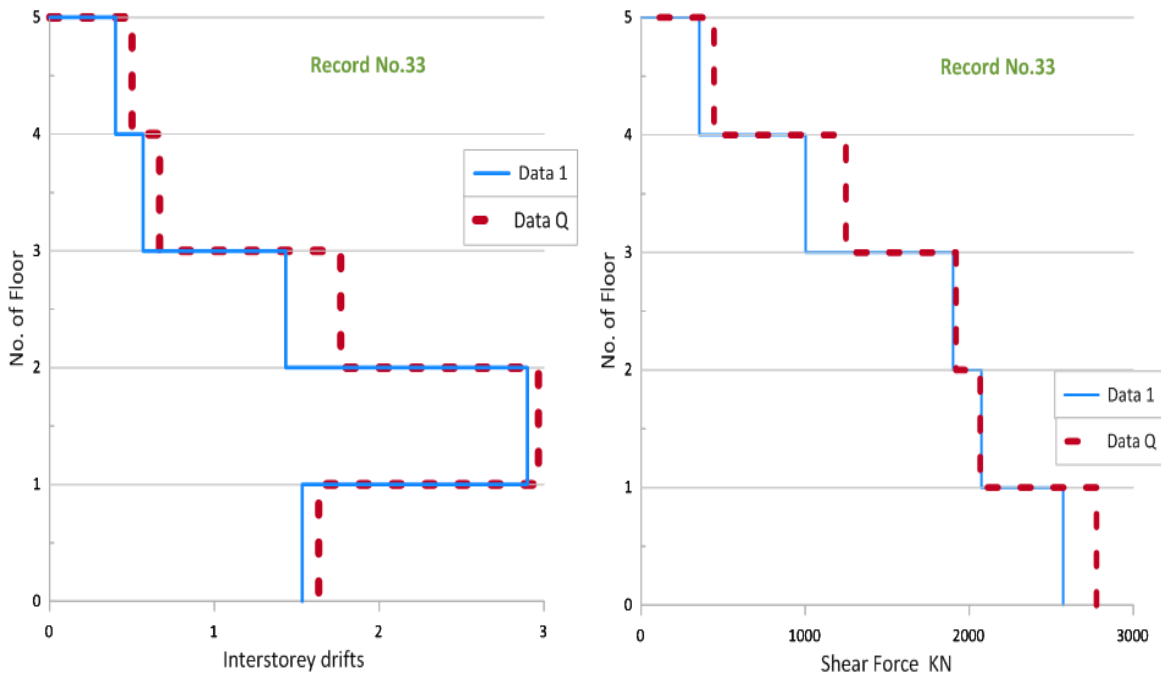 5
4
3
2
1
0
No. of Floor
Record No.33
Data 1
Data Q
0
1
2
3
Interstorey drifts
5
4
3
2
1
0
No. of Floor
Record No.33
Data 1
Data Q
0
1000
2000
3000
Shear Force KN